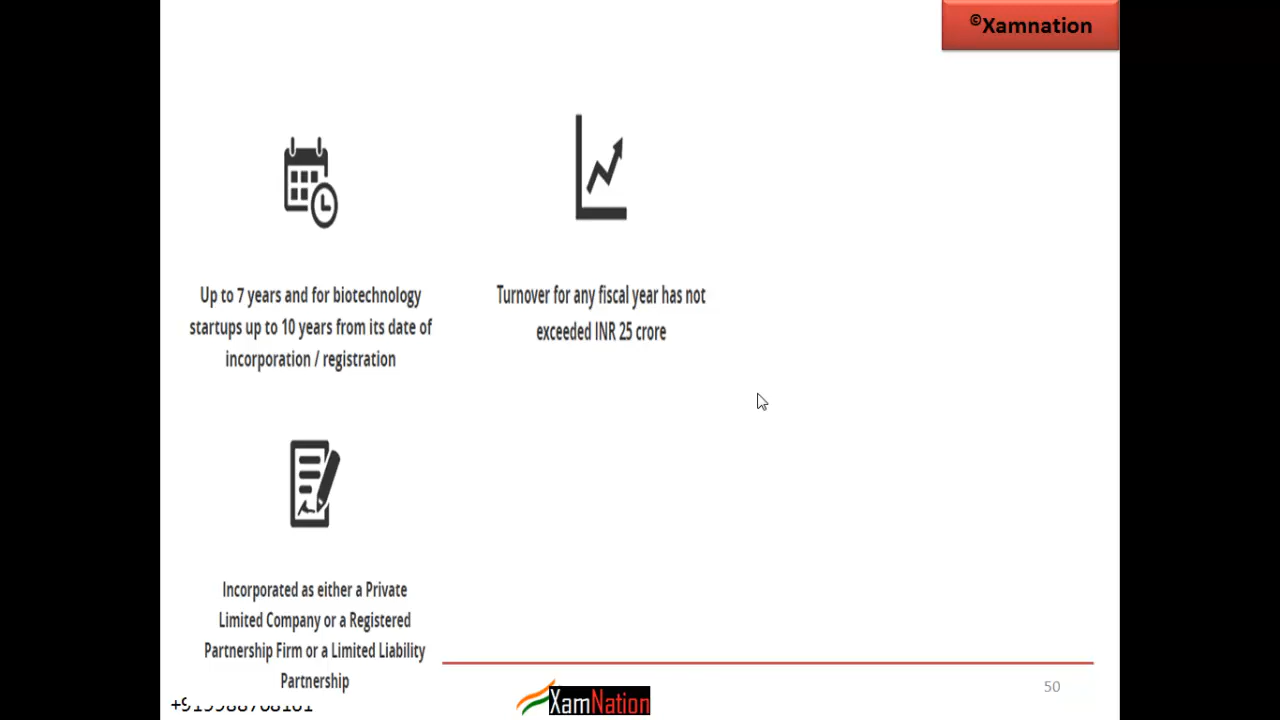 ©Xamnation
Up to 7 years and for biotechnology
startups up to 10 years from its date of
incorporation / registration
Turnover for any fiscal year has not
exceeded INR 25 crore
Incorporated as either a Private
Limited Company or a Registered
Partnership Firm or a Limited Liability
Partnership
XamNation
50